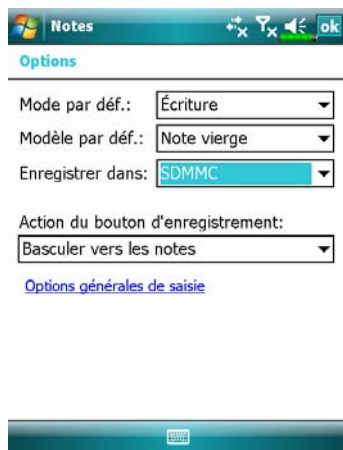 Notes ok
Options
Mode par déf.: Écriture
Modèle par déf.: Note vierge
Enregistrer dans: SDMMC
Action du bouton d'enregistrement:
Basculer vers les notes
Options générales de saisie